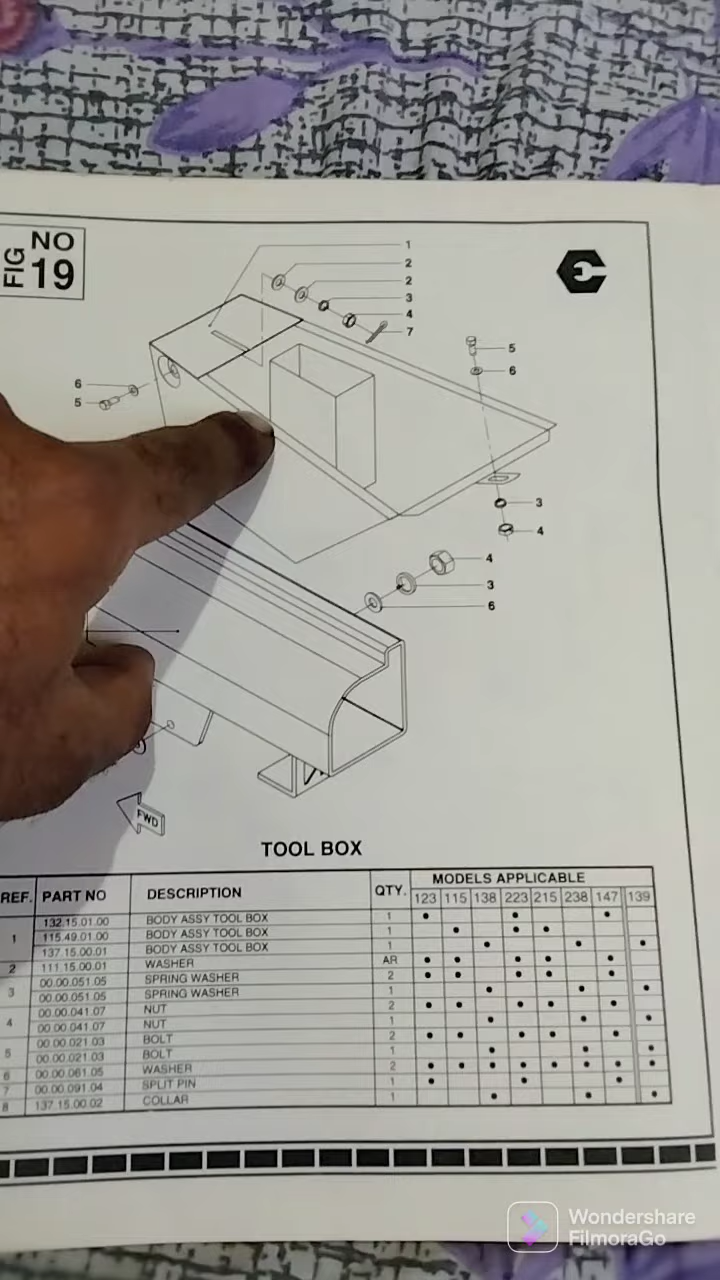 FIG NO 19
1
2
2
3
4
7
5
6
6
5
3
4
4
3
6
FWD
TOOL BOX
REF. PART NO DESCRIPTION QTY. MODELS APPLICABLE
123 115 138 223 215 238 147 139
1 132.15.01.00 BODY ASSY TOOL BOX 1 • • •
115.49.01.00 BODY ASSY TOOL BOX 1 • • •
137.15.00.01 BODY ASSY TOOL BOX 1 • • •
2 111.15.00.01 WASHER AR • • • • •
3 00.00.051.05 SPRING WASHER 2 • • • • •
00.00.051.05 SPRING WASHER 1 • • •
4 00.00.041.07 NUT 2 • • • • •
00.00.041.07 NUT 1 • • •
5 00.00.021.03 BOLT 2 • • • • •
00.00.021.03 BOLT 1 • • •
6 00.00.061.05 WASHER 2 • • • • • • • •
7 00.00.091.04 SPLIT PIN 1 • • •
8 137.15.00.02 COLLAR 1 • • •
Wondershare
FilmoraGo